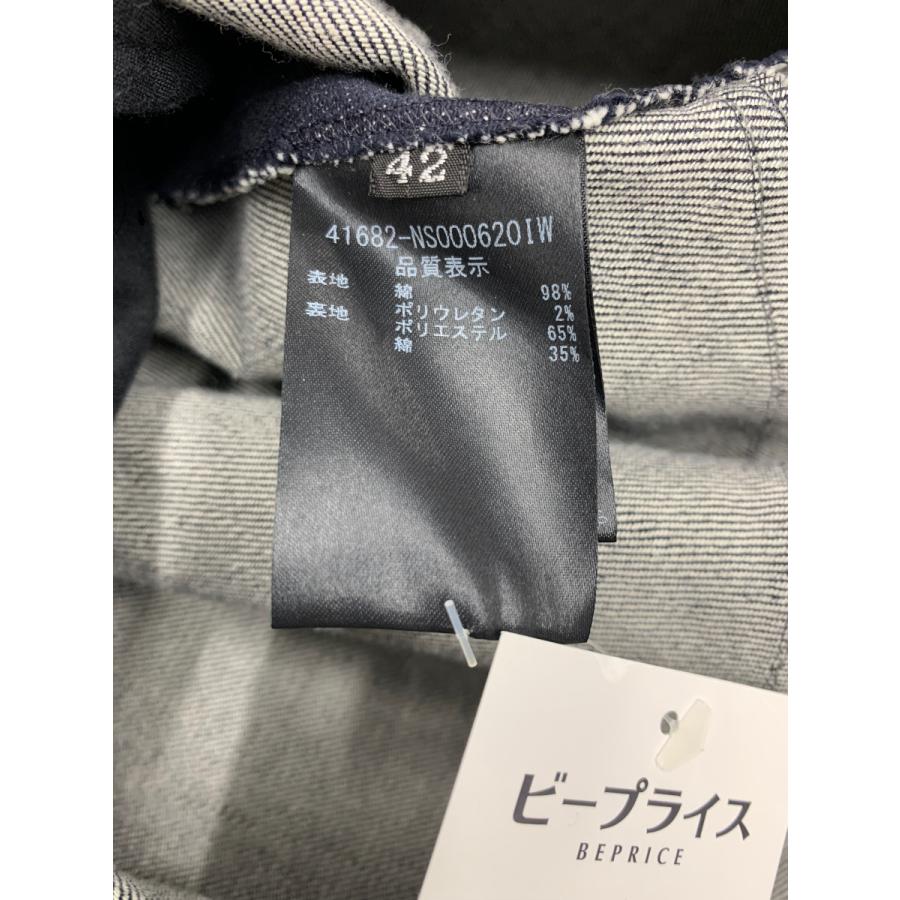 42
41682-NS000620IW
品質表示
表地 綿 98%
ポリウレタン 2%
裏地 ポリエステル 65%
綿 35%
ビープライス
BEPRICE